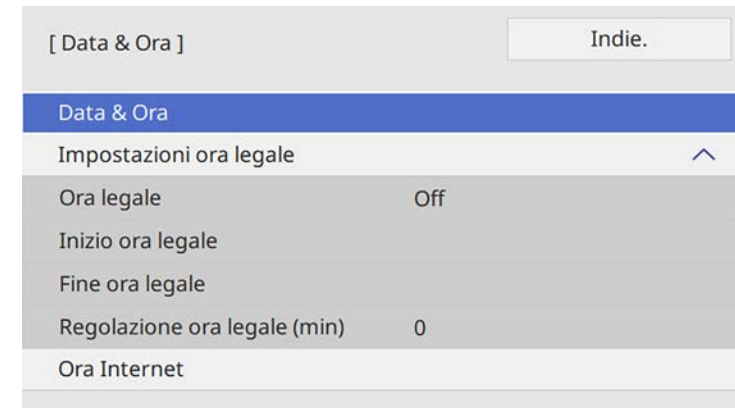 [ Data & Ora ]
Indie.
Data & Ora
Impostazioni ora legale
Ora legale Off
Inizio ora legale
Fine ora legale
Regolazione ora legale (min) 0
Ora Internet